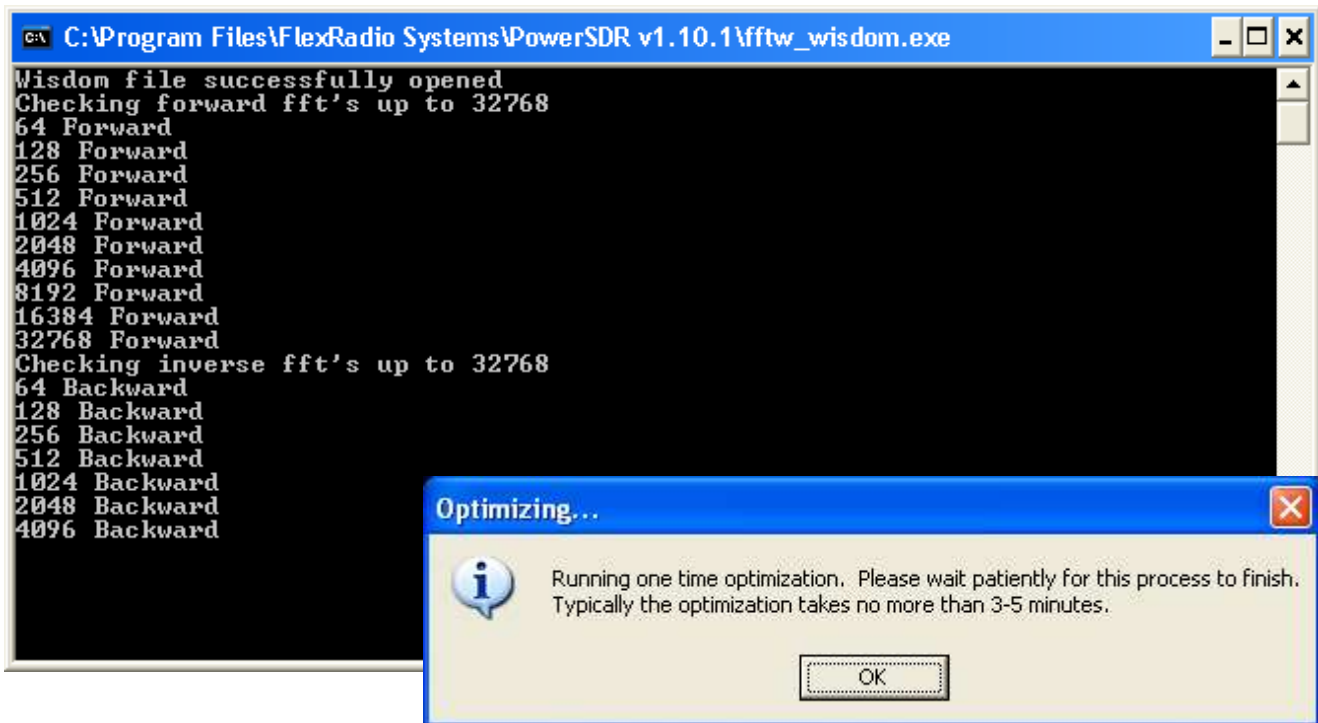 C:\Program Files\FlexRadio Systems\PowerSDR v1.10.1\fftw_wisdom.exe
Wisdom file successfully opened
Checking forward fft's up to 32768
64 Forward
128 Forward
256 Forward
512 Forward
1024 Forward
2048 Forward
4096 Forward
8192 Forward
16384 Forward
32768 Forward
Checking inverse fft's up to 32768
64 Backward
128 Backward
256 Backward
512 Backward
1024 Backward
2048 Backward
4096 Backward
Optimizing...
Running one time optimization.  Please wait patiently for this process to finish.
Typically the optimization takes no more than 3-5 minutes.
OK